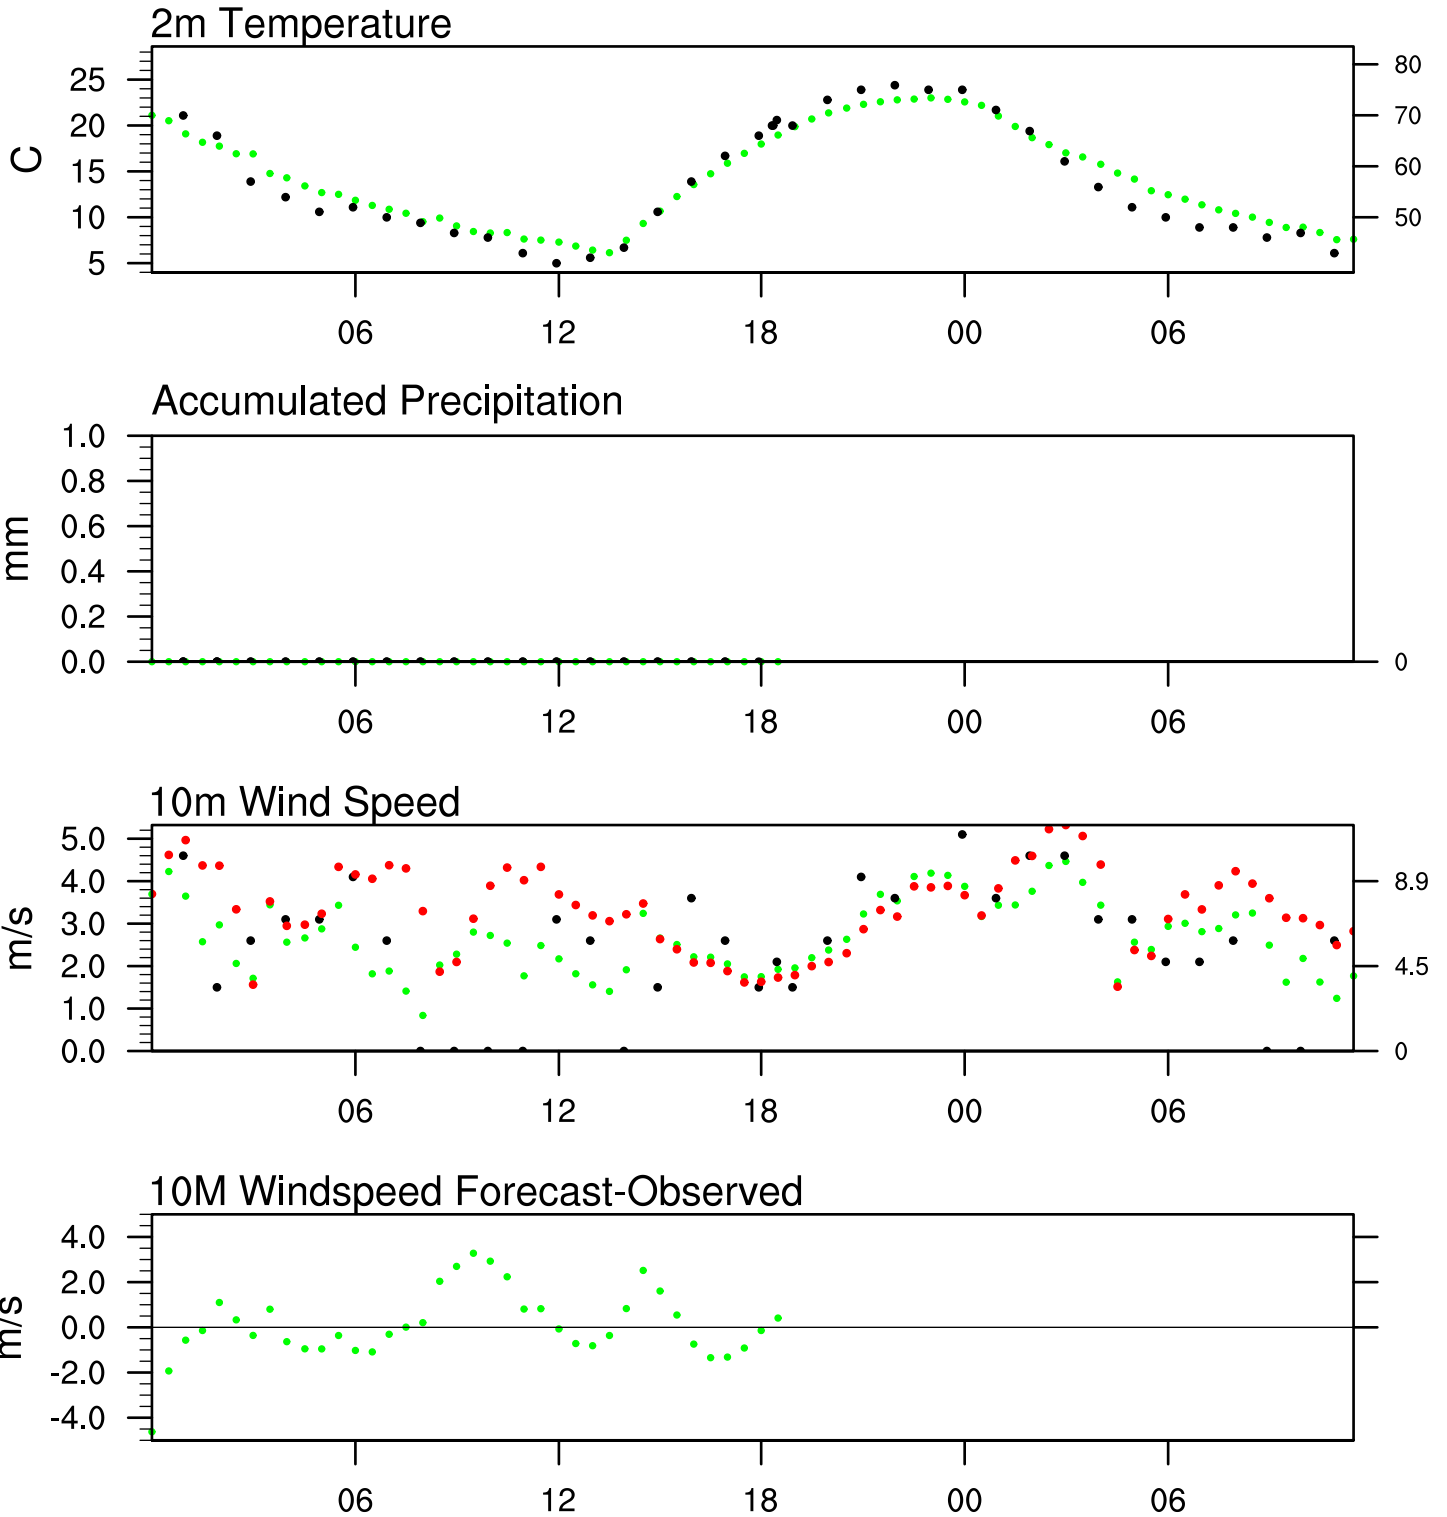 2m Temperature
25 80
20 70
15 60
10 50
5
C
06 12 18 00 06
Accumulated Precipitation
1.0
0.8
0.6
0.4
0.2
0.0 0
mm
06 12 18 00 06
10m Wind Speed
5.0
4.0 8.9
3.0
2.0 4.5
1.0
0.0 0
m/s
06 12 18 00 06
10M Windspeed Forecast-Observed
4.0
2.0
0.0
-2.0
-4.0
m/s
06 12 18 00 06